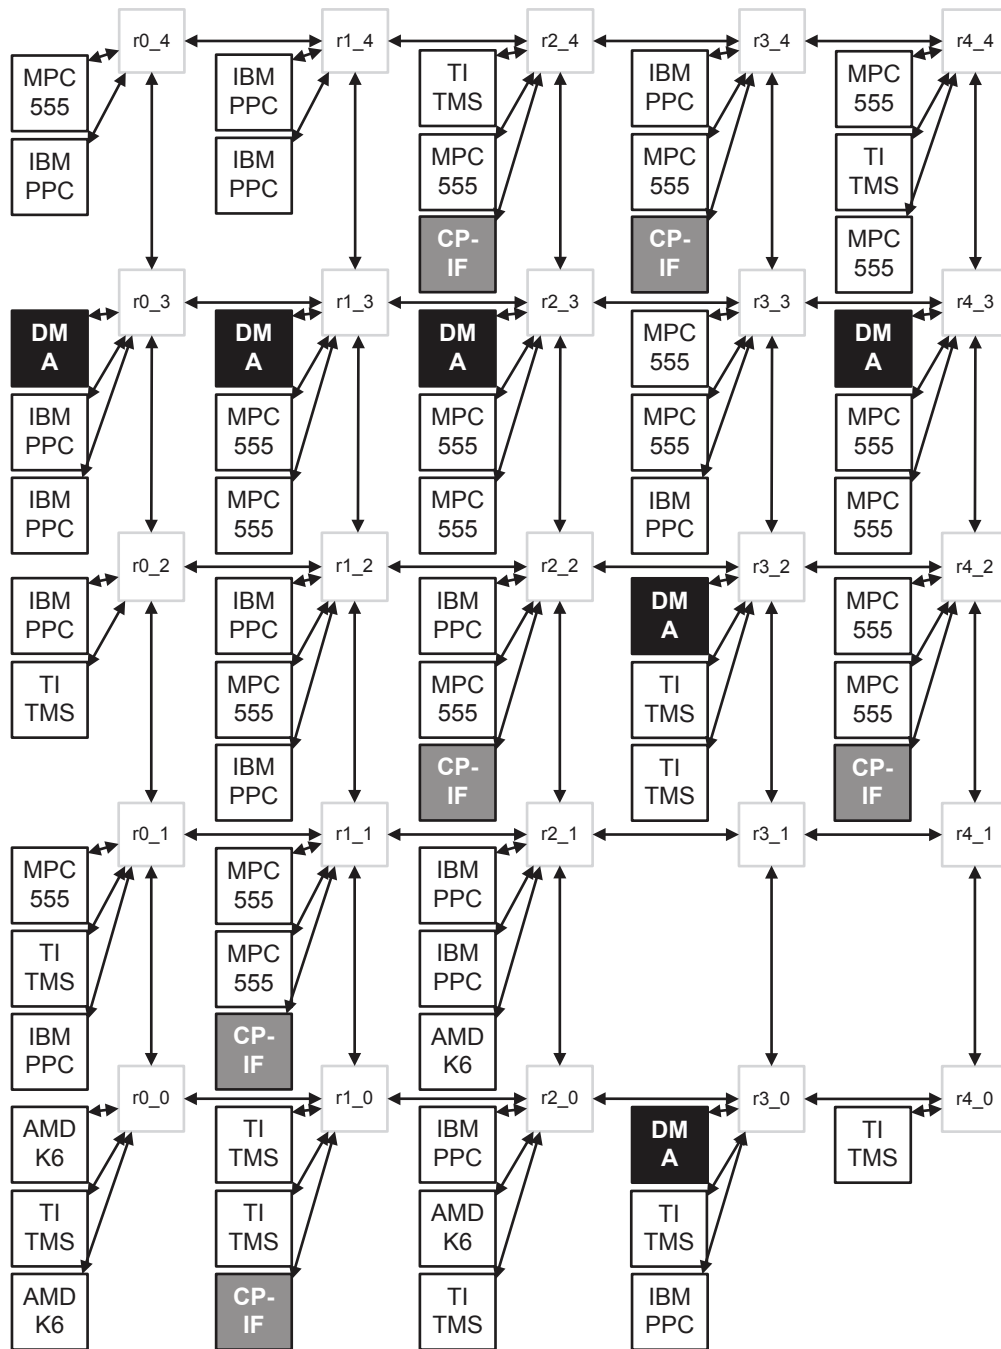 r0_4
r1_4
r2_4
r3_4
r4_4
MPC
555
IBM
PPC
TI
TMS
IBM
PPC
MPC
555
IBM
PPC
IBM
PPC
MPC
555
MPC
555
TI
TMS
CP-
IF
CP-
IF
MPC
555
r0_3
r1_3
r2_3
r3_3
r4_3
DM
A
DM
A
DM
A
MPC
555
DM
A
IBM
PPC
MPC
555
MPC
555
MPC
555
MPC
555
IBM
PPC
MPC
555
MPC
555
IBM
PPC
MPC
555
r0_2
r1_2
r2_2
r3_2
r4_2
IBM
PPC
IBM
PPC
IBM
PPC
DM
A
MPC
555
TI
TMS
MPC
555
MPC
555
TI
TMS
MPC
555
IBM
PPC
CP-
IF
TI
TMS
CP-
IF
r0_1
r1_1
r2_1
r3_1
r4_1
MPC
555
MPC
555
IBM
PPC
TI
TMS
MPC
555
IBM
PPC
IBM
PPC
CP-
IF
AMD
K6
r0_0
r1_0
r2_0
r3_0
r4_0
AMD
K6
TI
TMS
IBM
PPC
DM
A
TI
TMS
TI
TMS
TI
TMS
AMD
K6
TI
TMS
AMD
K6
CP-
IF
TI
TMS
IBM
PPC